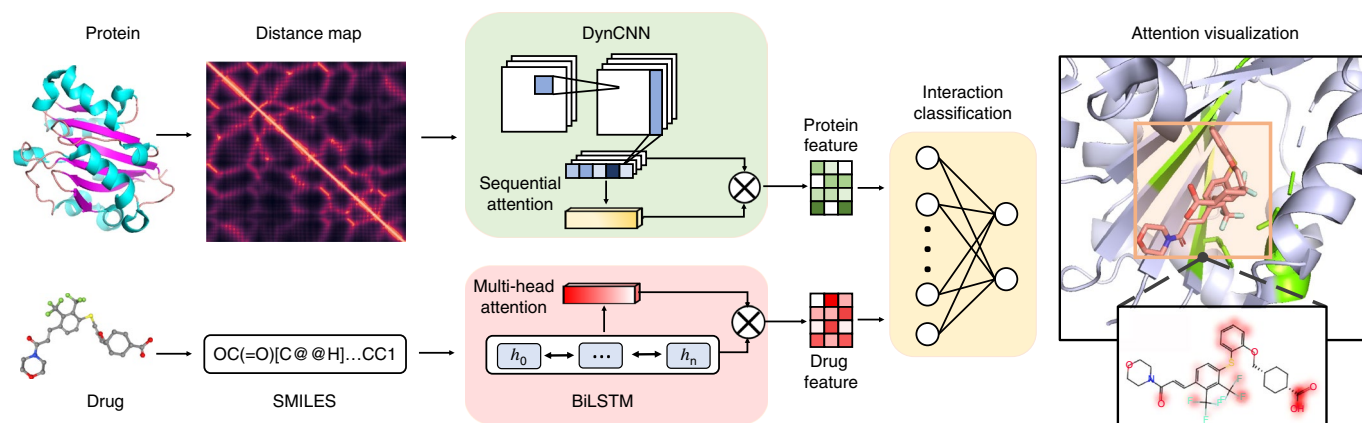 Protein
Distance map
DynCNN
Attention visualization
Interaction
classification
Protein
feature
Sequential
attention
Multi-head
attention
OC(=O)[C@@H]...CC1
h0
...
hn
Drug
feature
Drug
SMILES
BiLSTM
O
N
O
F
F
F
F
F
F
S
O
O
OH